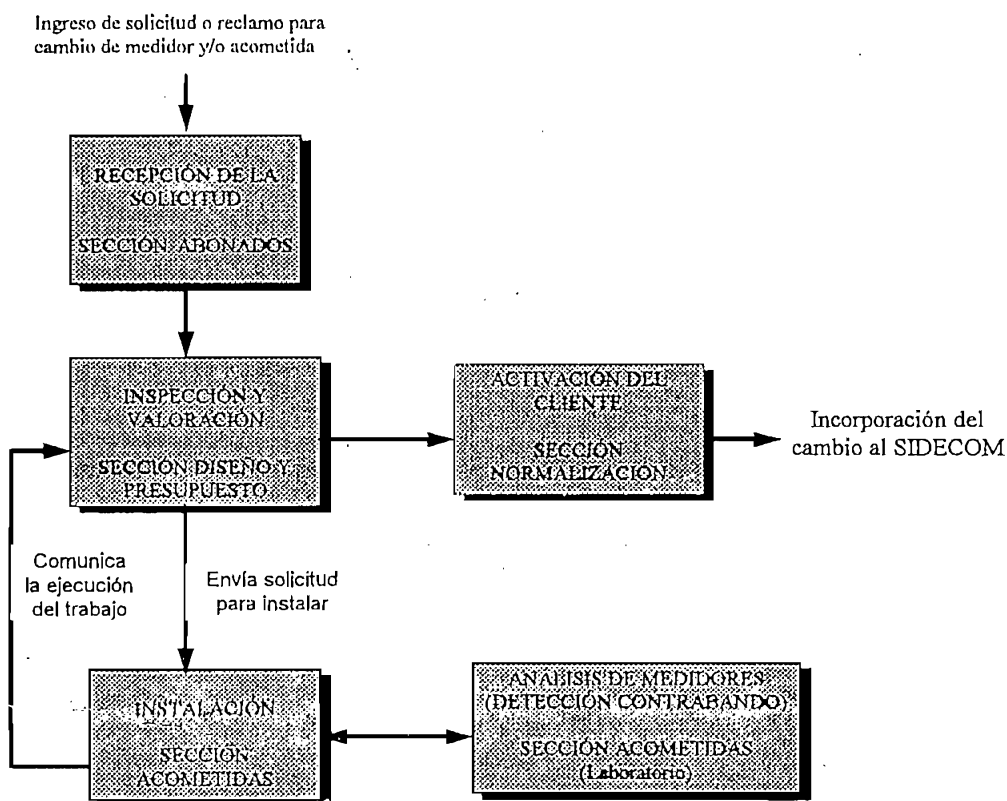 Ingreso de solicitud o reclamo para
cambio de medidor y/o acometida
RECEPCIÓN DE LA
SOLICITUD
SECCIÓN ABONADOS
INSPECCIÓN Y
VALORACIÓN
SECCIÓN DISEÑO Y
PRESUPUESTO
ACTIVACIÓN DEL
CLIENTE
SECCIÓN
NORMALIZACIÓN
Incorporación del
cambio al SIDECOM
Comunica
la ejecución
del trabajo
Envía solicitud
para instalar
INSTALACIÓN
SECCIÓN
ACOMETIDAS
ANÁLISIS DE MEDIDORES
(DETECCIÓN CONTRABANDO)
SECCIÓN ACOMETIDAS
(Laboratorio)